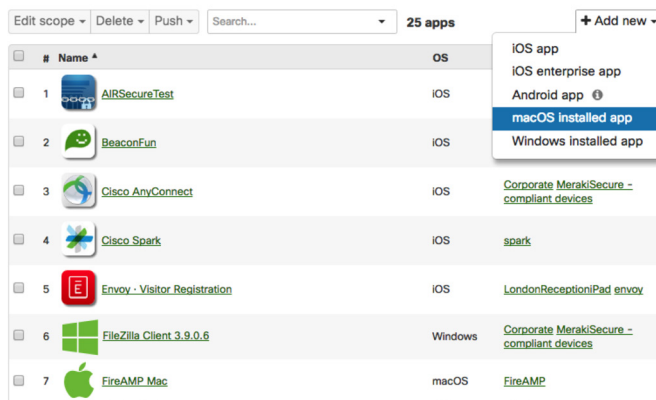 Edit scope Delete Push Search... 25 apps + Add new
# Name OS
iOS app
iOS enterprise app
Android app
macOS installed app
Windows installed app
1 AIRSecureTest iOS
2 BeaconFun iOS
3 Cisco AnyConnect iOS Corporate MerakiSecure -
compliant devices
4 Cisco Spark iOS spark
5 Envoy · Visitor Registration iOS LondonReceptioniPad envoy
6 FileZilla Client 3.9.0.6 Windows Corporate MerakiSecure -
compliant devices
7 FireAMP Mac macOS FireAMP